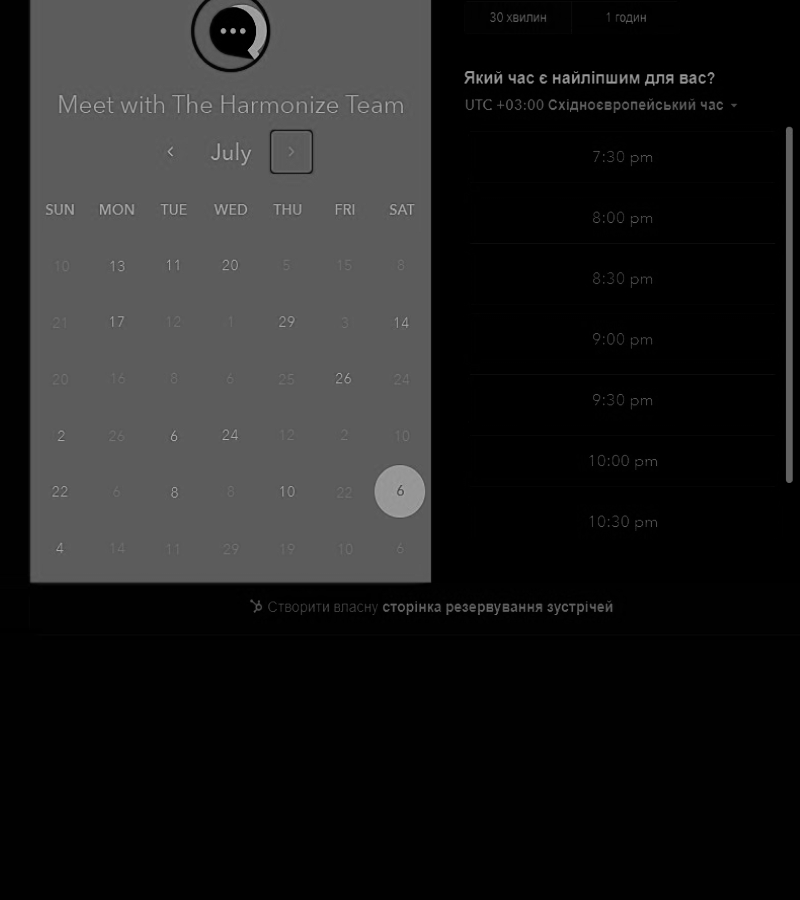 30 хвилин 1 годин
Meet with The Harmonize Team
July
SUN MON TUE WED THU FRI SAT
10 13 11 20 5 15 8
21 17 12 1 29 3 14
20 16 8 6 25 26 24
2 26 6 24 12 2 10
22 6 8 8 10 22 6
4 14 11 29 19 10 6
Який час є найліпшим для вас?
UTC +03:00 Східноєвропейський час
7:30 pm
8:00 pm
8:30 pm
9:00 pm
9:30 pm
10:00 pm
10:30 pm
Створити власну сторінка резервування зустрічей